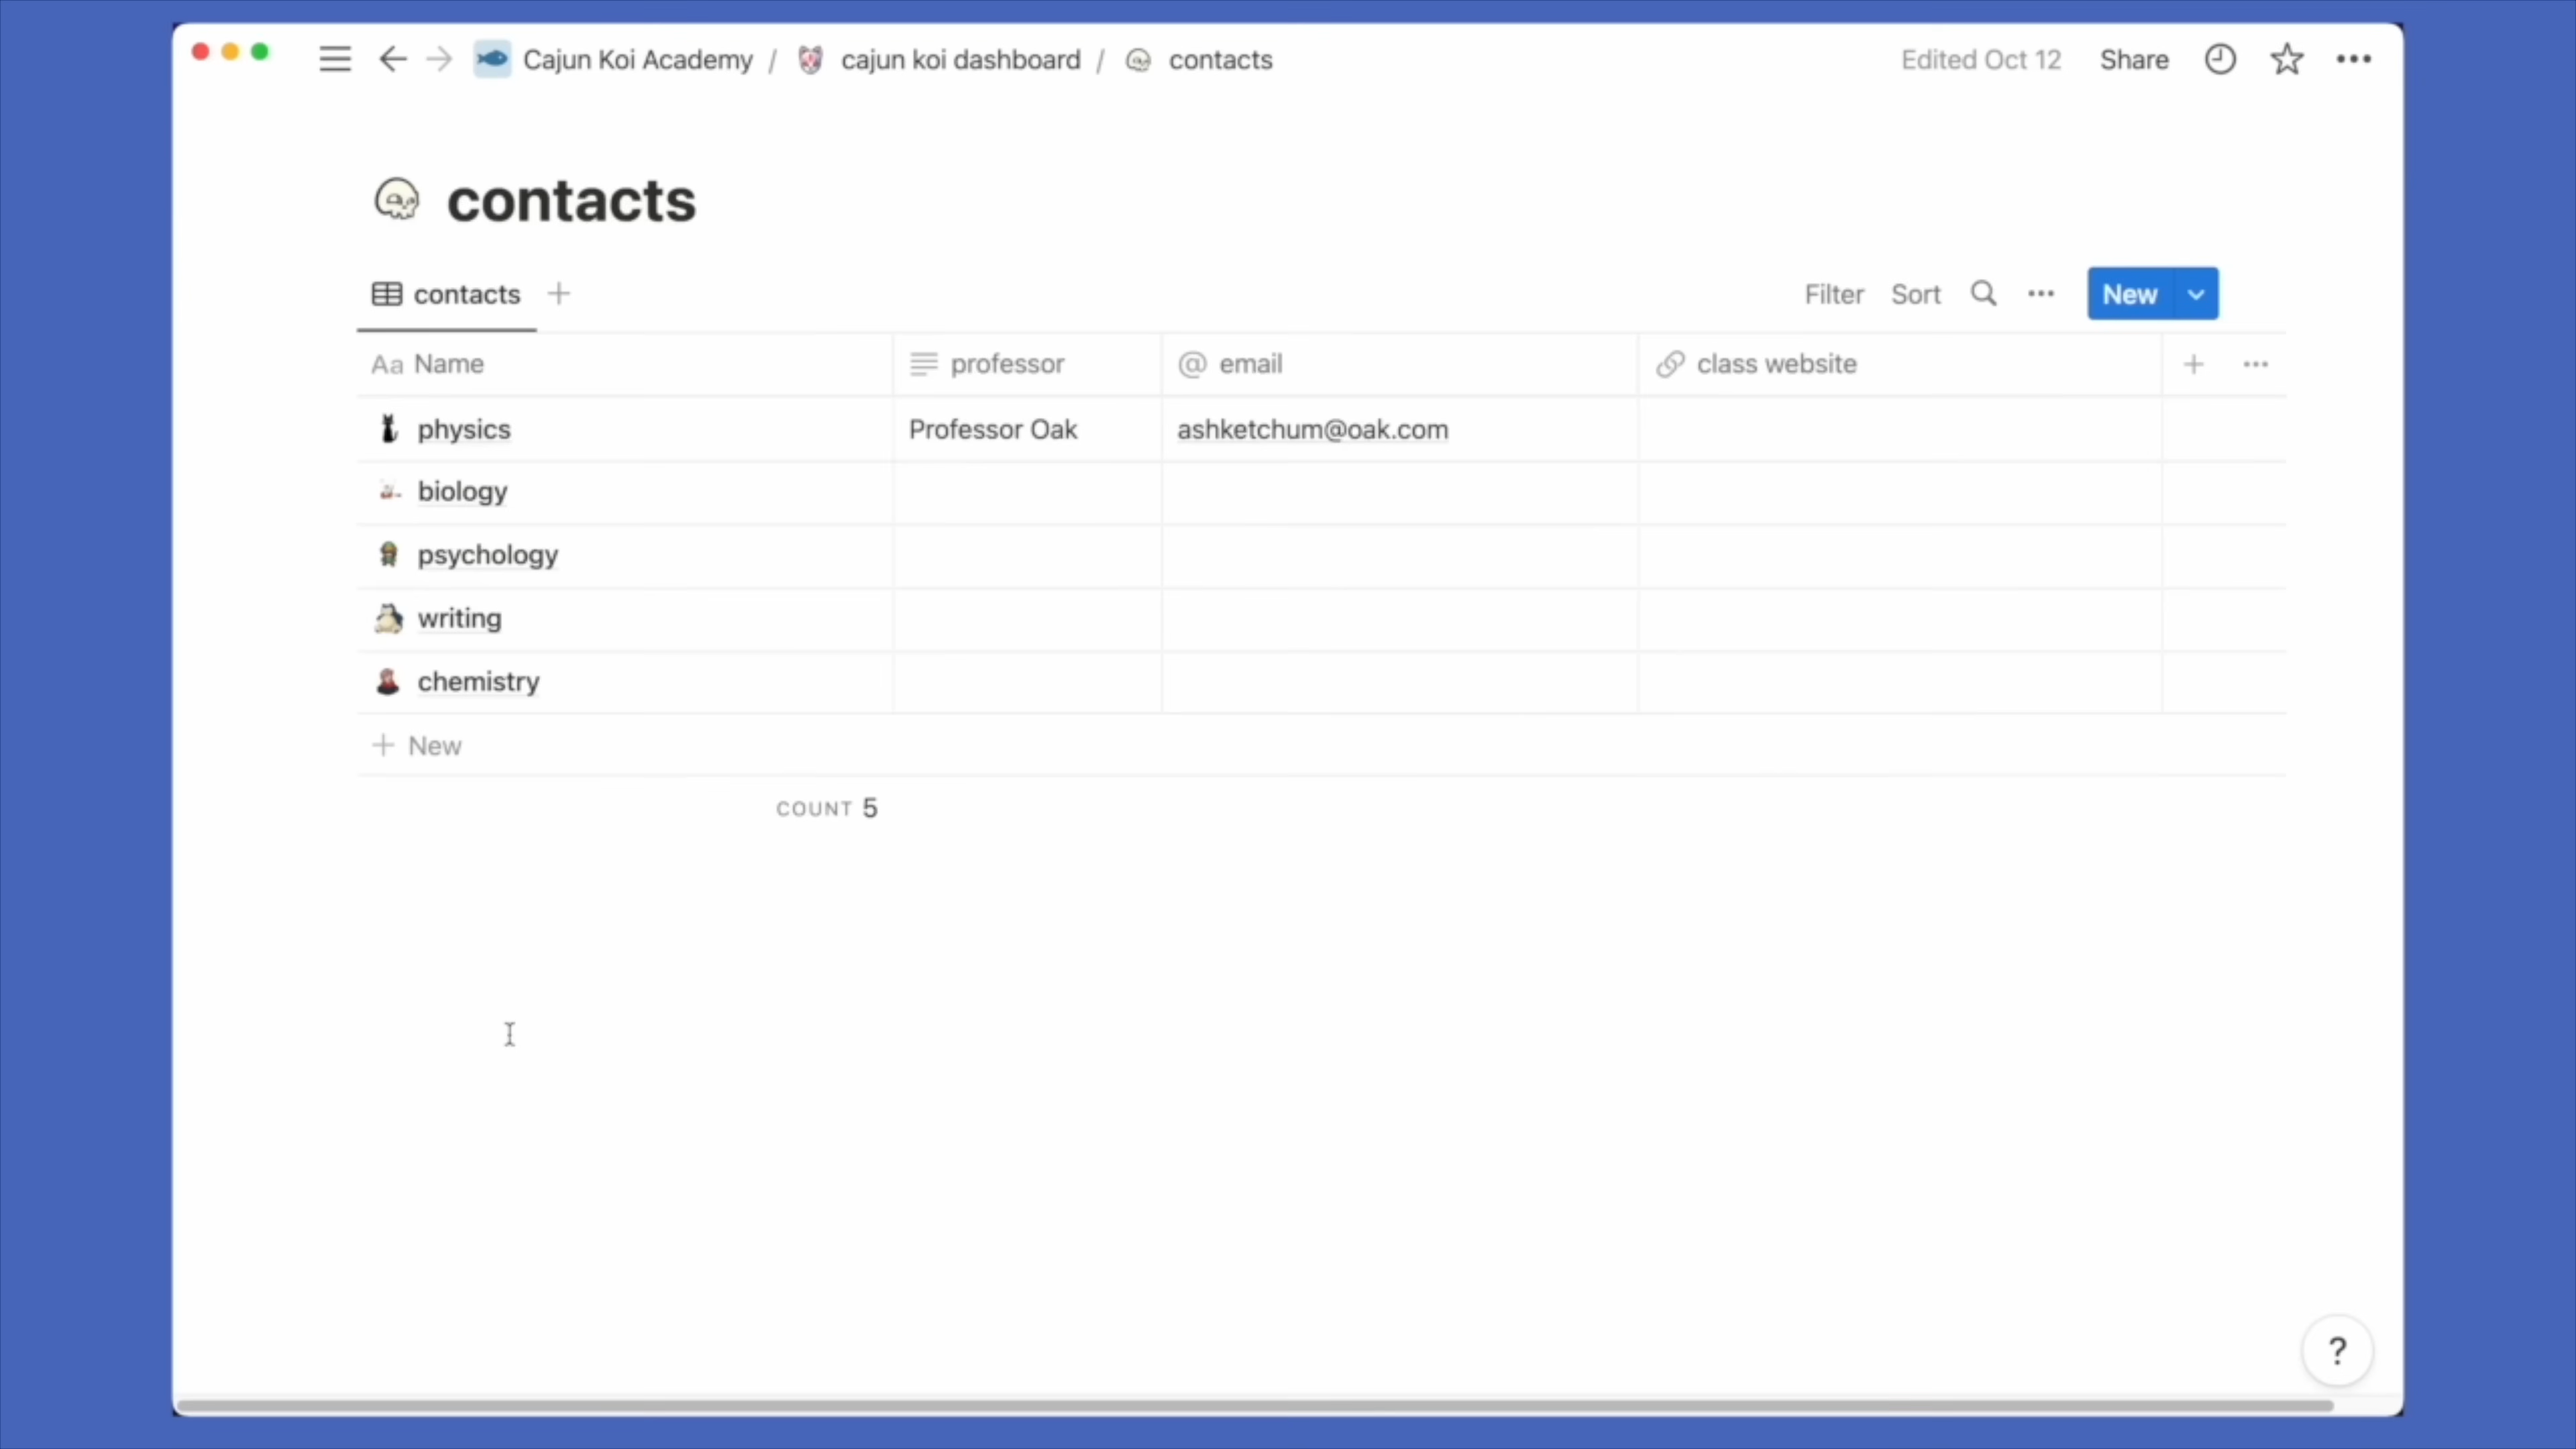 Cajun Koi Academy / cajun koi dashboard / contacts
Edited Oct 12 Share
contacts
contacts
Filter Sort New
Aa Name professor @ email class website
physics Professor Oak ashketchum@oak.com
biology
psychology
writing
chemistry
+ New
COUNT 5
?